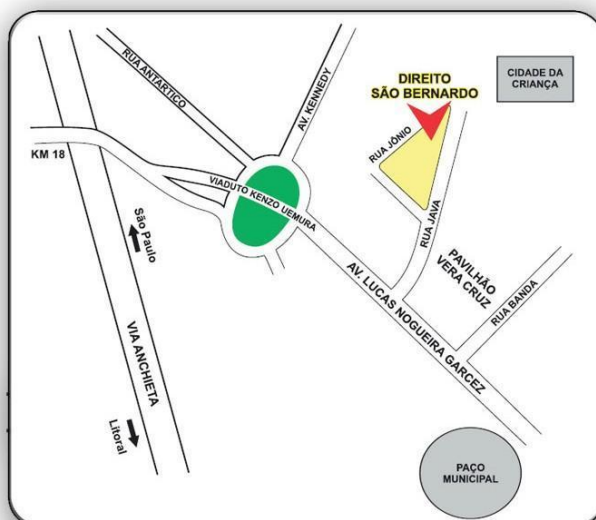 DIREITO
SÃO BERNARDO
CIDADE DA
CRIANÇA
RUA ANTARTICO
AV. KENNEDY
RUA JÔNIO
KM 18
VIADUTO KENZO UEMURA
RUA JAVA
São Paulo
PAVILHÃO
VERA CRUZ
AV. LUCAS NOGUEIRA GARCEZ
RUA BANDA
VIA ANCHIETA
Litoral
PAÇO
MUNICIPAL